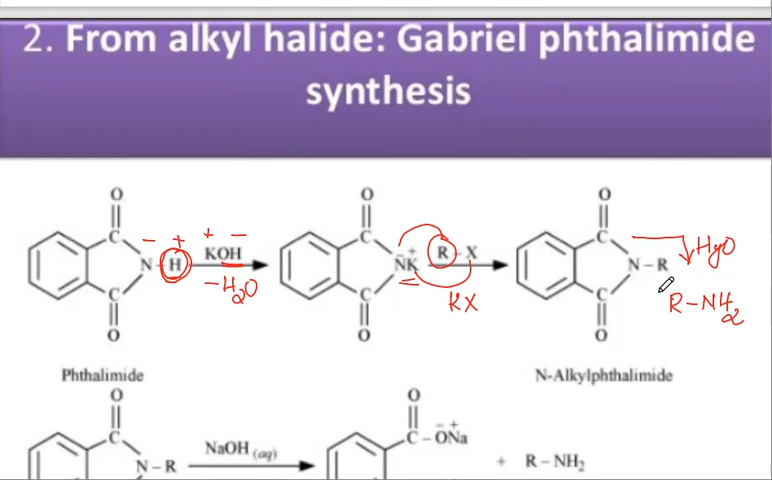 2. From alkyl halide: Gabriel phthalimide
synthesis
O
O
O
C
C
C
− + + −
N-H
KOH
−H2O
− +
NK
R-X
KX
N-R
H2O
R-NH2
C
C
C
O
O
O
Phthalimide
N-Alkylphthalimide
O
O
C
C-ONa
− +
N-R
NaOH (aq)
+ R-NH2